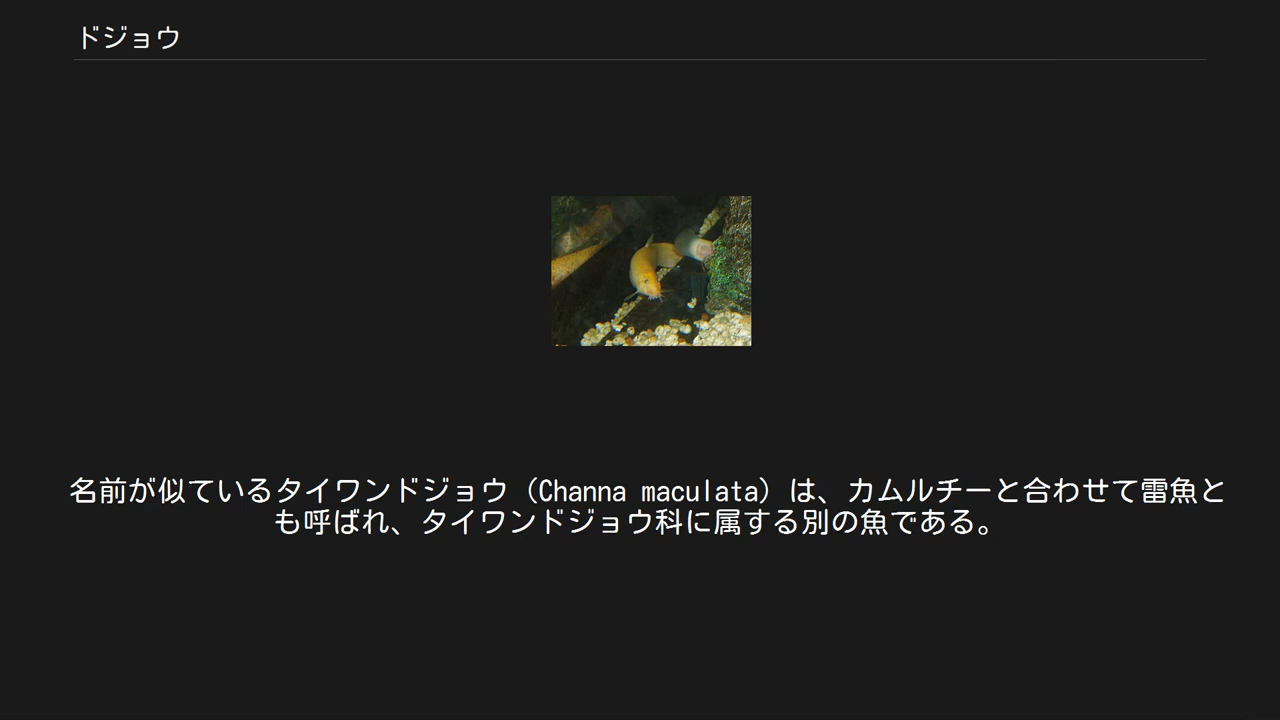 ドジョウ
名前が似ているタイワンドジョウ（Channa maculata）は、カムルチーと合わせて雷魚と
も呼ばれ、タイワンドジョウ科に属する別の魚である。